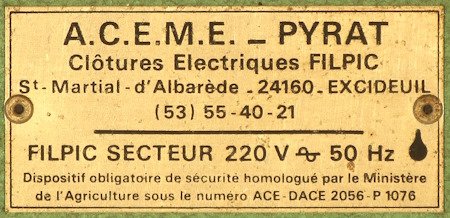 A.C.E.M.E. - PYRAT
Clôtures Electriques FILPIC
St-Martial-d'Albarède - 24160 - EXCIDEUIL
(53) 55-40-21
FILPIC SECTEUR 220 V ∿ 50 Hz
Dispositif obligatoire de sécurité homologué par le Ministère
de l'Agriculture sous le numéro ACE-DACE 2056-P 1076